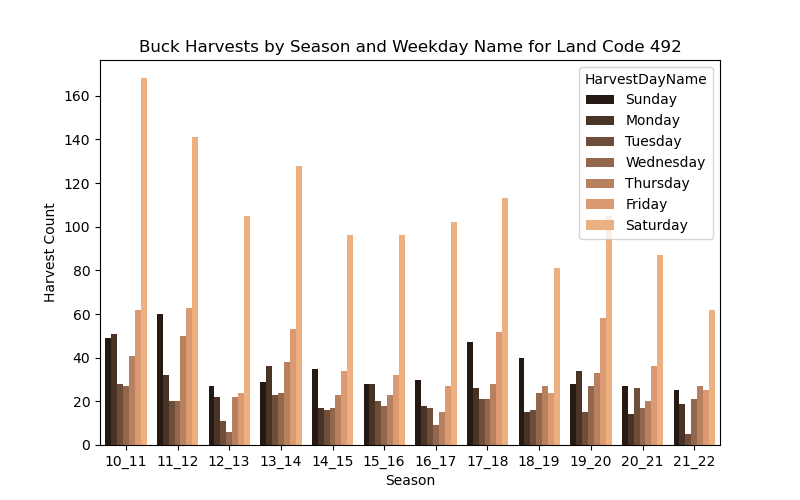 Buck Harvests by Season and Weekday Name for Land Code 492
HarvestDayName
Sunday
Monday
Tuesday
Wednesday
Thursday
Friday
Saturday
160
140
120
100
80
60
40
20
0
Harvest Count
10_11 11_12 12_13 13_14 14_15 15_16 16_17 17_18 18_19 19_20 20_21 21_22
Season